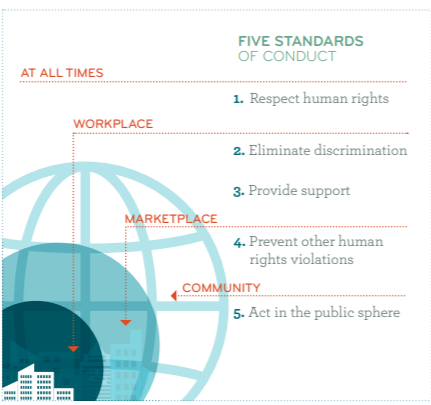 FIVE STANDARDS
OF CONDUCT
AT ALL TIMES
1. Respect human rights
WORKPLACE
2. Eliminate discrimination
3. Provide support
MARKETPLACE
4. Prevent other human
rights violations
COMMUNITY
5. Act in the public sphere